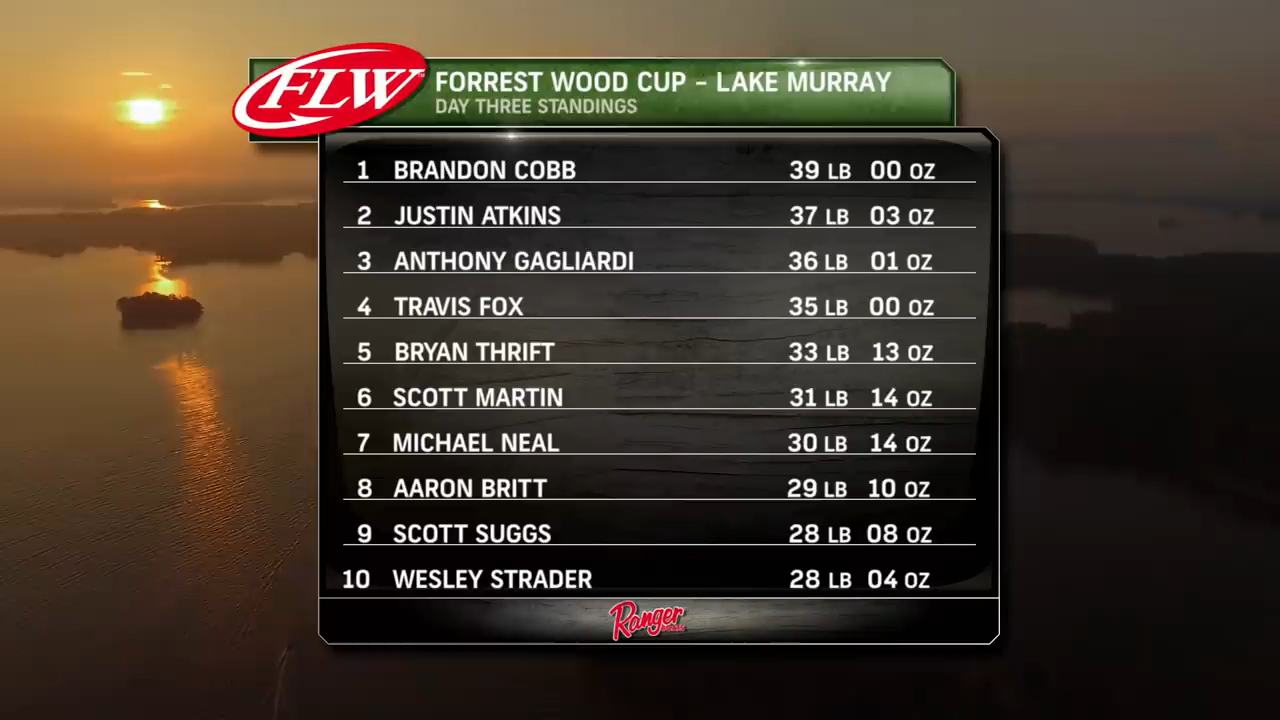 FLW
FORREST WOOD CUP - LAKE MURRAY
DAY THREE STANDINGS
1 BRANDON COBB 39 LB 00 OZ
2 JUSTIN ATKINS 37 LB 03 OZ
3 ANTHONY GAGLIARDI 36 LB 01 OZ
4 TRAVIS FOX 35 LB 00 OZ
5 BRYAN THRIFT 33 LB 13 OZ
6 SCOTT MARTIN 31 LB 14 OZ
7 MICHAEL NEAL 30 LB 14 OZ
8 AARON BRITT 29 LB 10 OZ
9 SCOTT SUGGS 28 LB 08 OZ
10 WESLEY STRADER 28 LB 04 OZ
Ranger